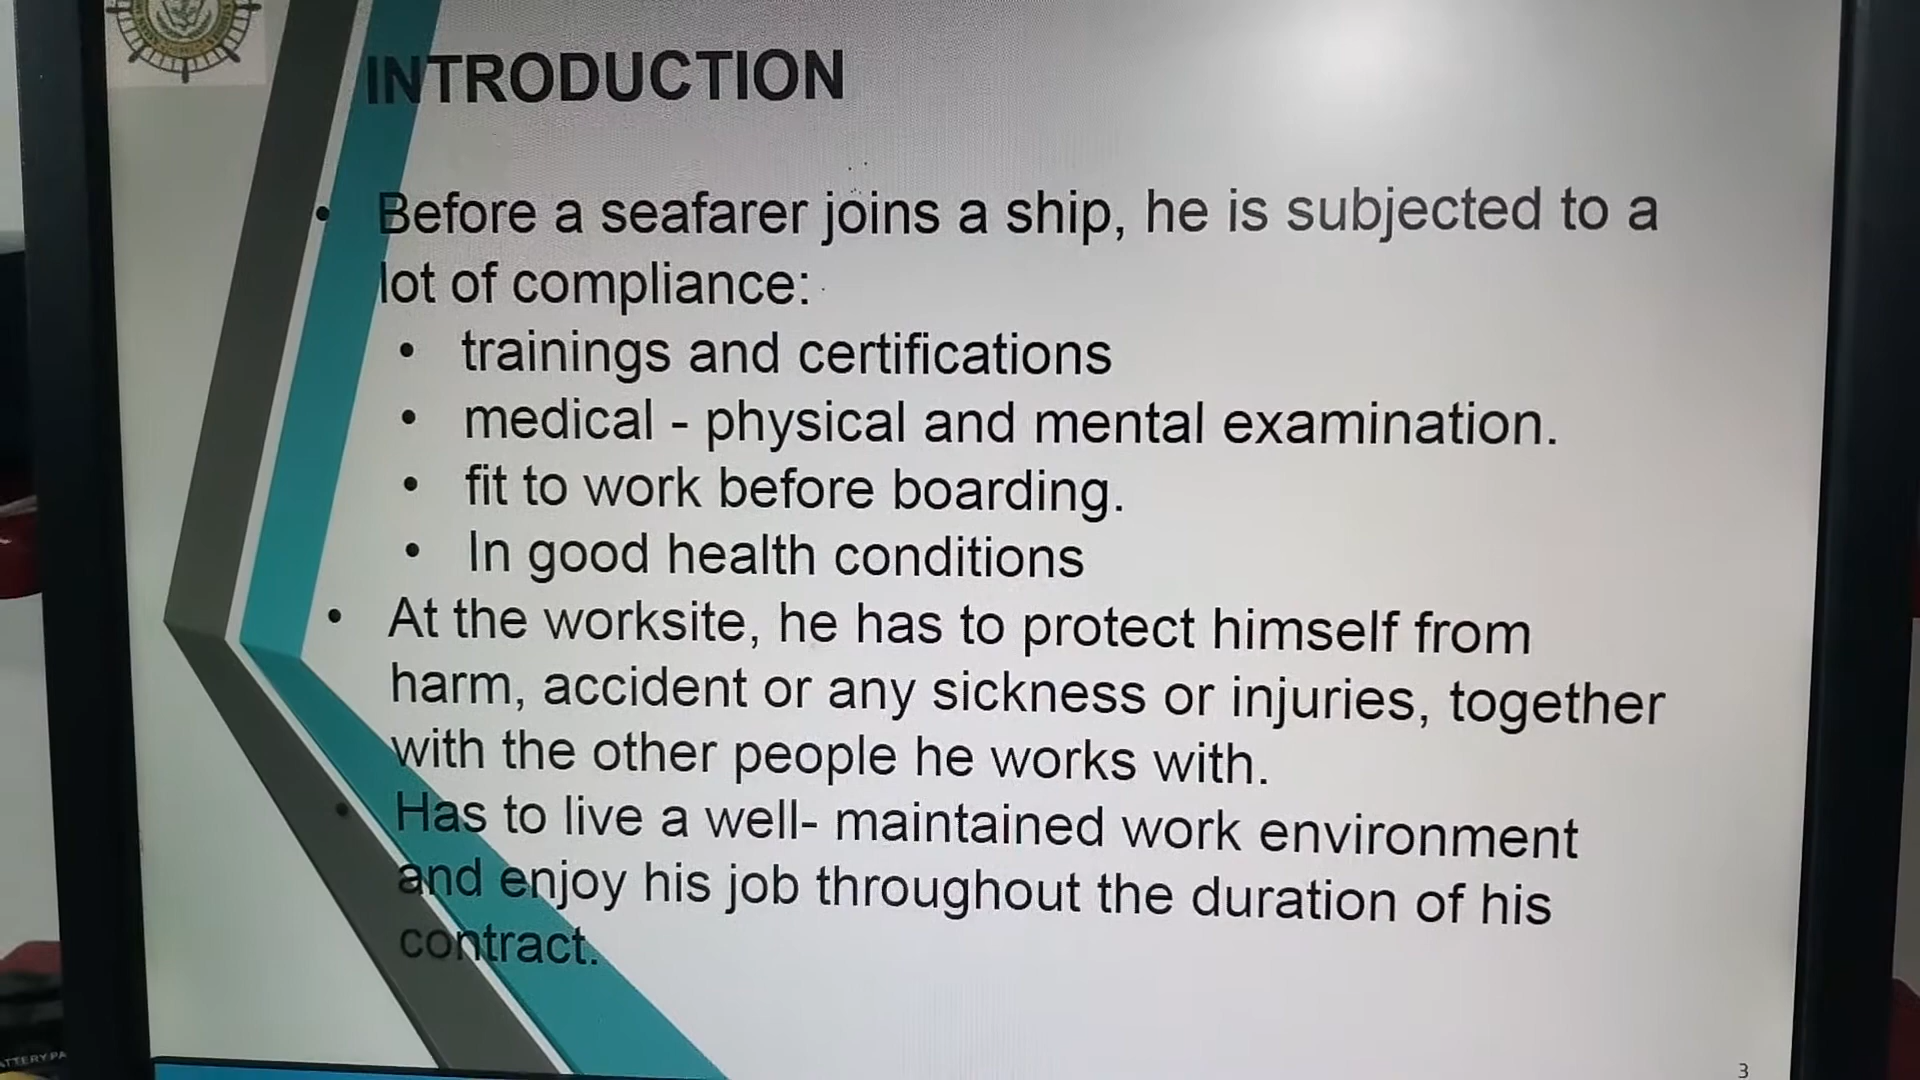 INTRODUCTION
• Before a seafarer joins a ship, he is subjected to a
lot of compliance:
• trainings and certifications
• medical - physical and mental examination.
• fit to work before boarding.
• In good health conditions
• At the worksite, he has to protect himself from
harm, accident or any sickness or injuries, together
with the other people he works with.
• Has to live a well- maintained work environment
and enjoy his job throughout the duration of his
contract.
3